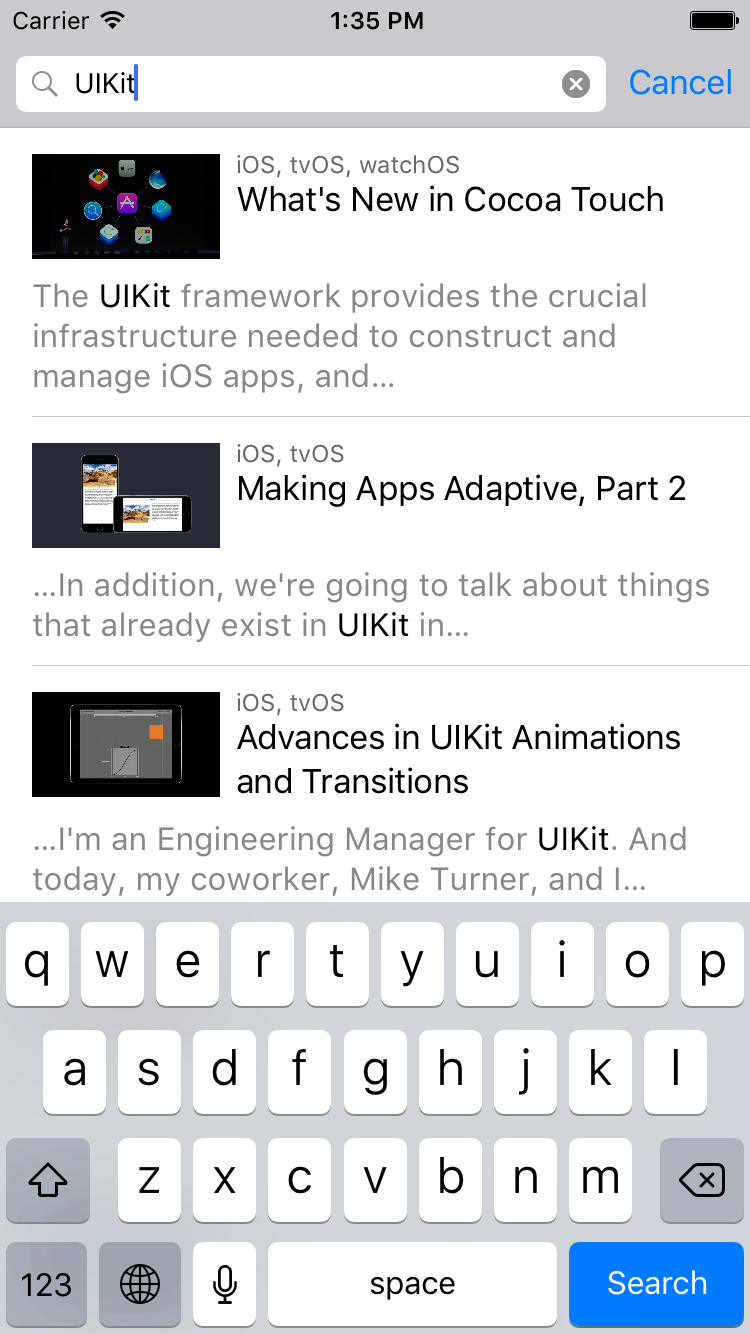 Carrier 1:35 PM
UIKit Cancel
iOS, tvOS, watchOS
What's New in Cocoa Touch
The UIKit framework provides the crucial
infrastructure needed to construct and
manage iOS apps, and...
iOS, tvOS
Making Apps Adaptive, Part 2
...In addition, we're going to talk about things
that already exist in UIKit in...
iOS, tvOS
Advances in UIKit Animations
and Transitions
...I'm an Engineering Manager for UIKit. And
today, my coworker, Mike Turner, and I...
q w e r t y u i o p
a s d f g h j k l
z x c v b n m
123 space Search